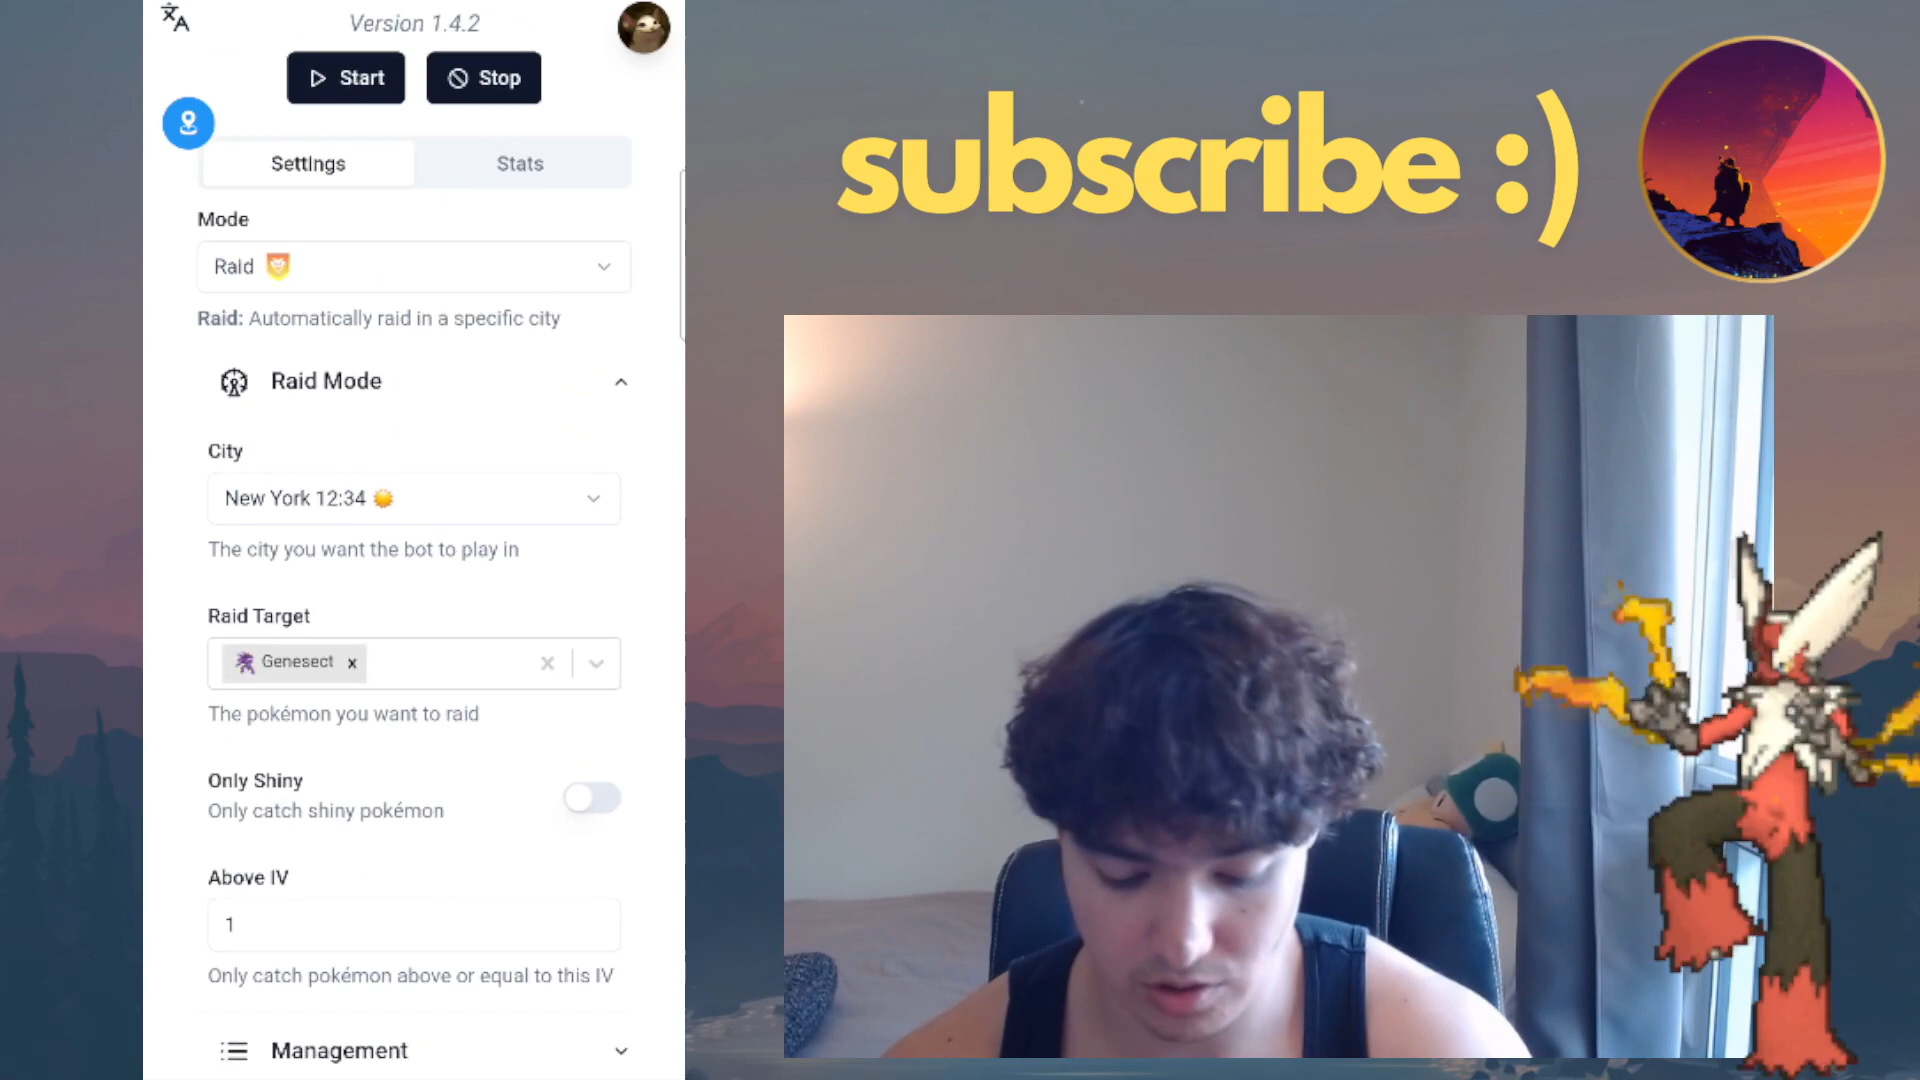 Version 1.4.2
Start
Stop
Settings
Stats
Mode
Raid
Raid: Automatically raid in a specific city
Raid Mode
City
New York 12:34
The city you want the bot to play in
Raid Target
Genesect x
The pokémon you want to raid
Only Shiny
Only catch shiny pokémon
Above IV
1
Only catch pokémon above or equal to this IV
Management
subscribe :)